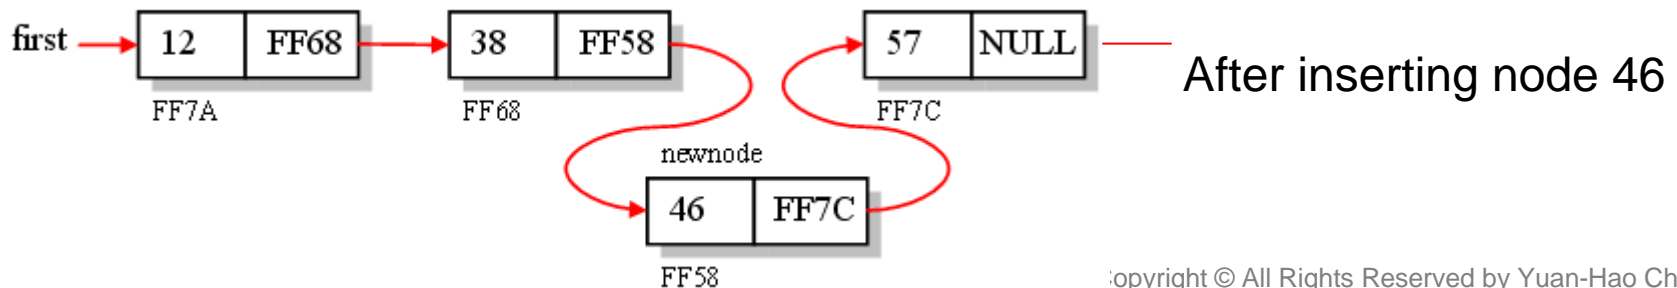 first 12 FF68 38 FF58 57 NULL
After inserting node 46
FF7A FF68 FF7C
newnode
46 FF7C
FF58
opyright © All Rights Reserved by Yuan-Hao Ch